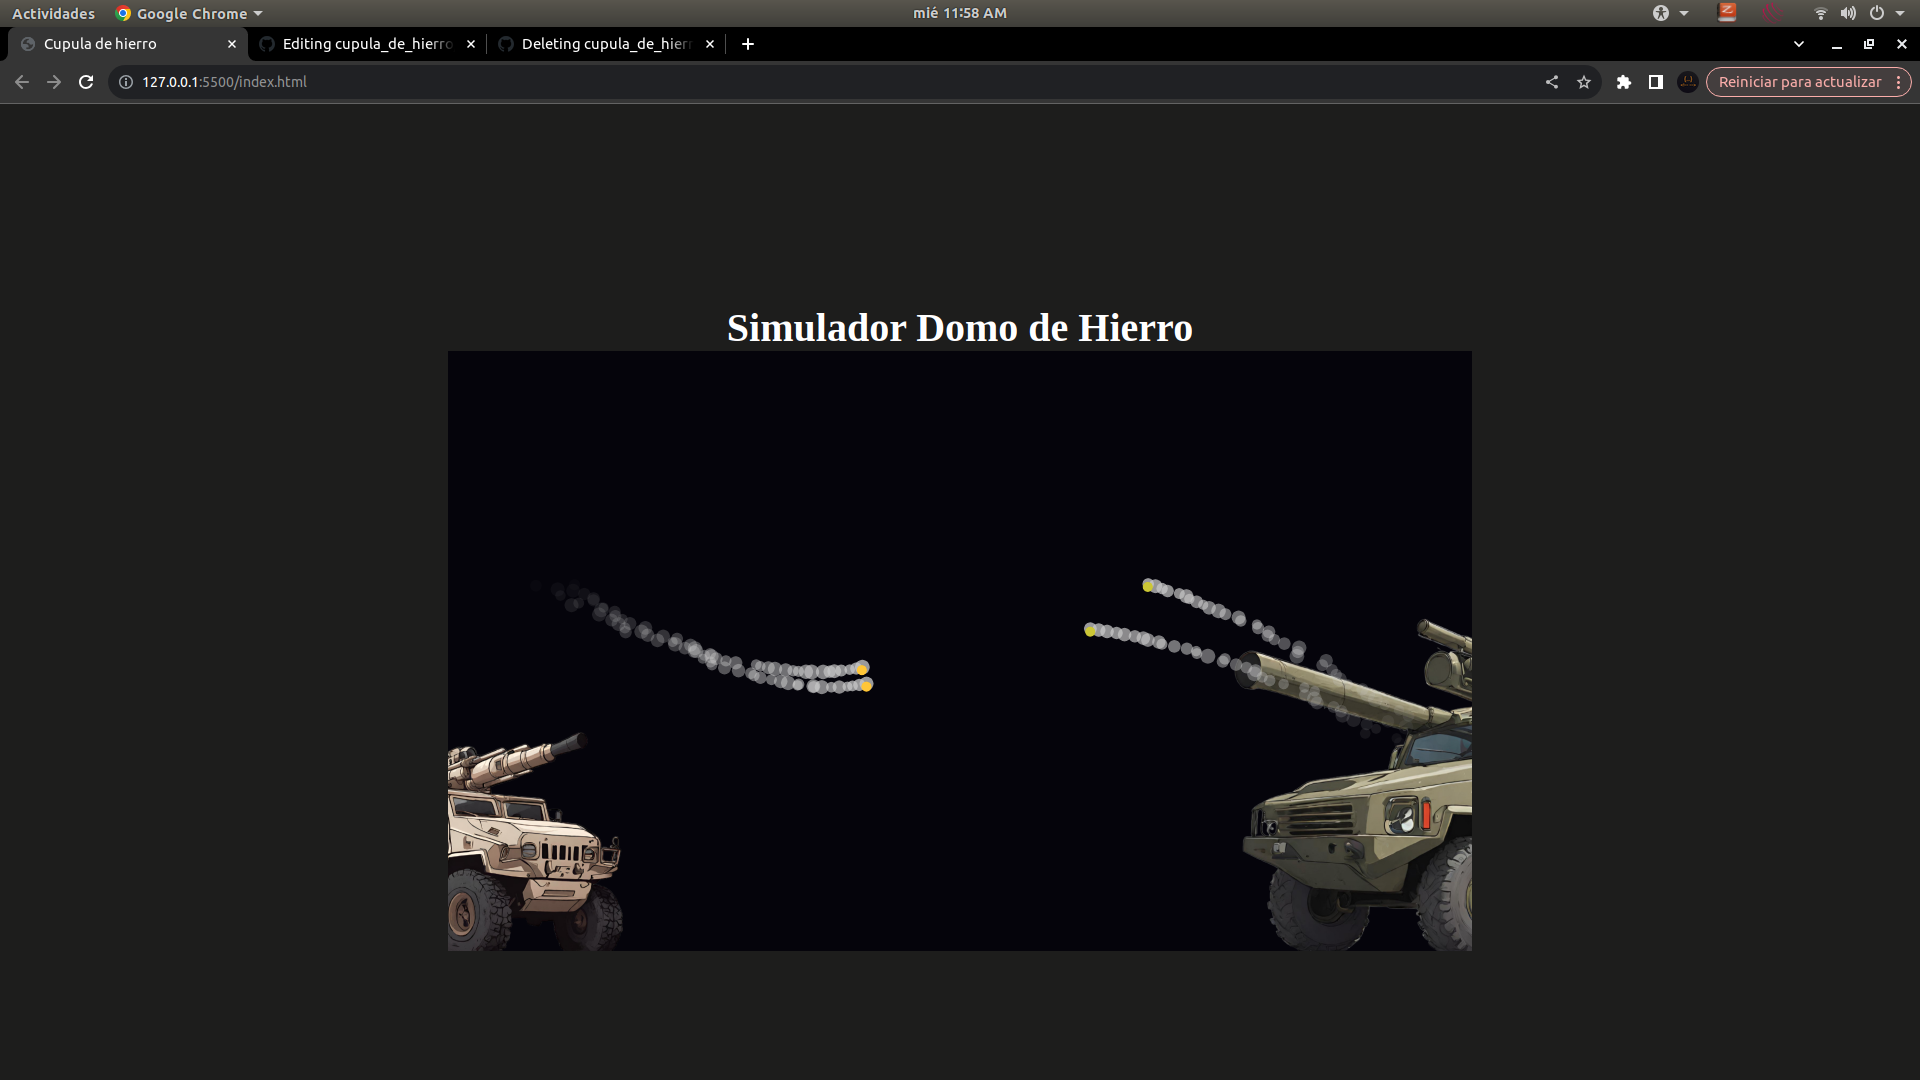 Actividades Google Chrome mié 11:58 AM
Cupula de hierro Editing cupula_de_hierro Deleting cupula_de_hier
127.0.0.1:5500/index.html Reiniciar para actualizar
Simulador Domo de Hierro